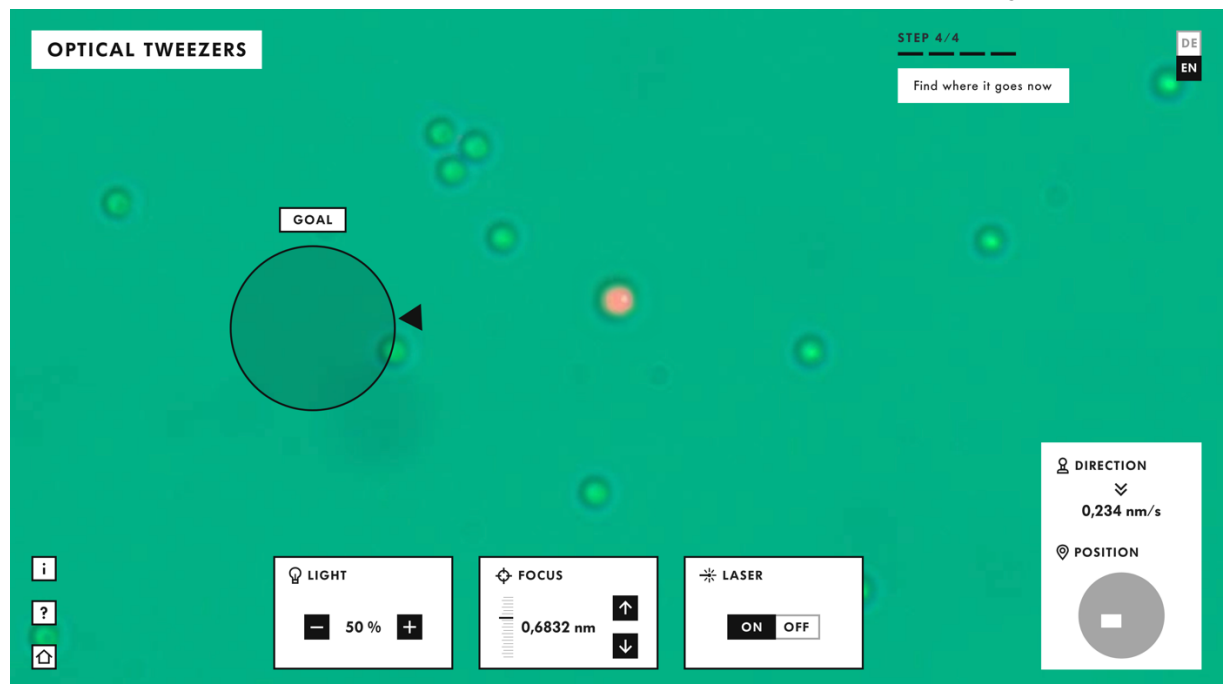 OPTICAL TWEEZERS
STEP 4/4
Find where it goes now
DE
EN
GOAL
DIRECTION
0,234 nm/s
POSITION
i
?
LIGHT
− 50 % +
FOCUS
0,6832 nm
LASER
ON OFF